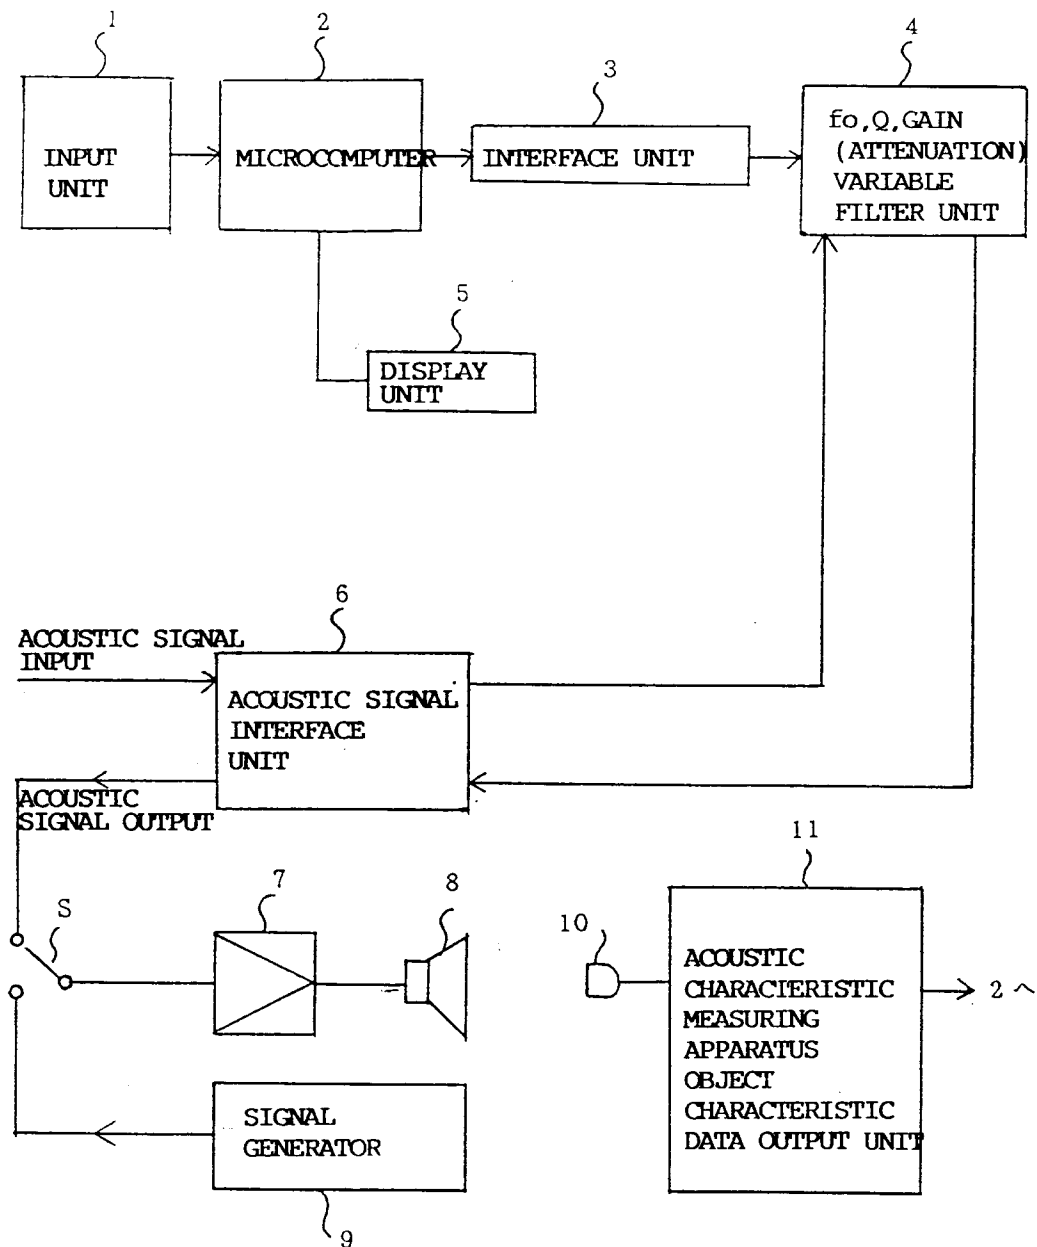 1
2
3
4
INPUT
UNIT
MICROCOMPUTER
INTERFACE UNIT
fo,Q,GAIN
(ATTENUATION)
VARIABLE
FILTER UNIT
5
DISPLAY
UNIT
6
ACOUSTIC SIGNAL
INPUT
ACOUSTIC SIGNAL
INTERFACE
UNIT
ACOUSTIC
SIGNAL OUTPUT
S
7
8
10
11
ACOUSTIC
CHARACTERISTIC
MEASURING
APPARATUS
OBJECT
CHARACTERISTIC
DATA OUTPUT UNIT
2へ
SIGNAL
GENERATOR
9